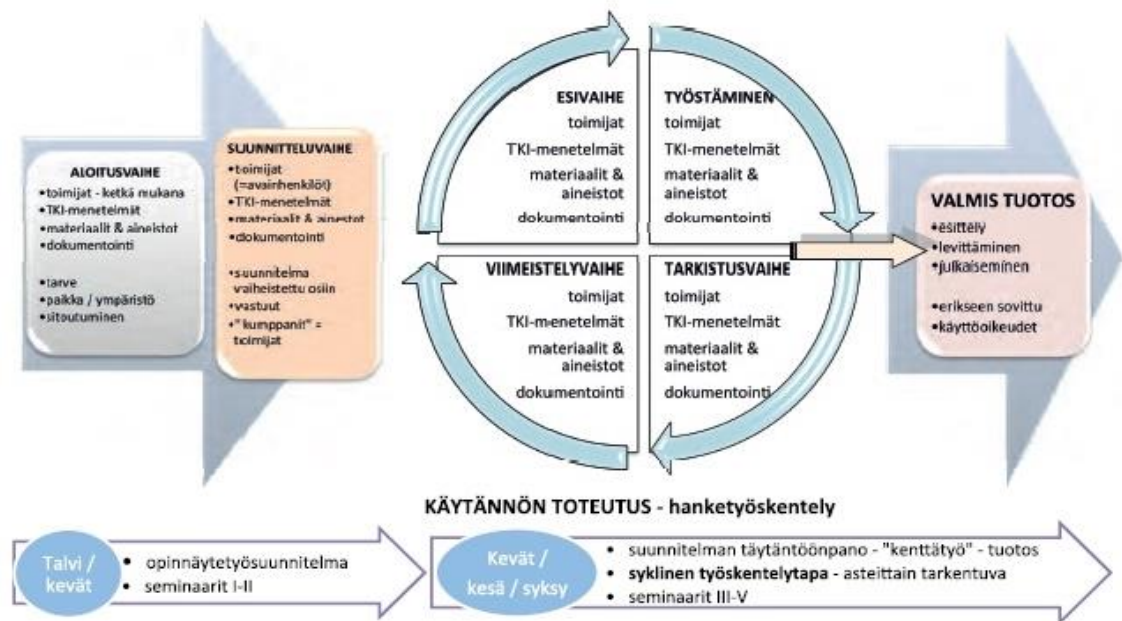 ALOITUSVAIHE
•toimijat - ketkä mukana
•TKI-menetelmät
•materiaalit & aineistot
•dokumentointi
•tarve
•paikka / ympäristö
•sitoutuminen
SUUNNITTELUVAIHE
•toimijat
(=avainhenkilöt)
•TKI-menetelmät
•materiaalit & ainestot
•dokumentointi
•suunnitelma
vaiheistettu osiin
•vastuut
•"kumppanit" =
toimijat
ESIVAIHE
toimijat
TKI-menetelmät
materiaalit &
aineistot
dokumentointi
TYÖSTÄMINEN
toimijat
TKI-menetelmät
materiaalit &
aineistot
dokumentointi
VIIMEISTELYVAIHE
toimijat
TKI-menetelmät
materiaalit &
aineistot
dokumentointi
TARKISTUSVAIHE
toimijat
TKI-menetelmät
materiaalit &
aineistot
dokumentointi
VALMIS TUOTOS
•esittely
•levittäminen
•julkaiseminen
•erikseen sovittu
•käyttöoikeudet
KÄYTÄNNÖN TOTEUTUS - hanketyöskentely
Talvi /
kevät
• opinnäytetyösuunnitelma
• seminaarit I-II
Kevät /
kesä / syksy
• suunnitelman täytäntöönpano - "kenttätyö" - tuotos
• syklinen työskentelytapa - asteittain tarkentuva
• seminaarit III-V